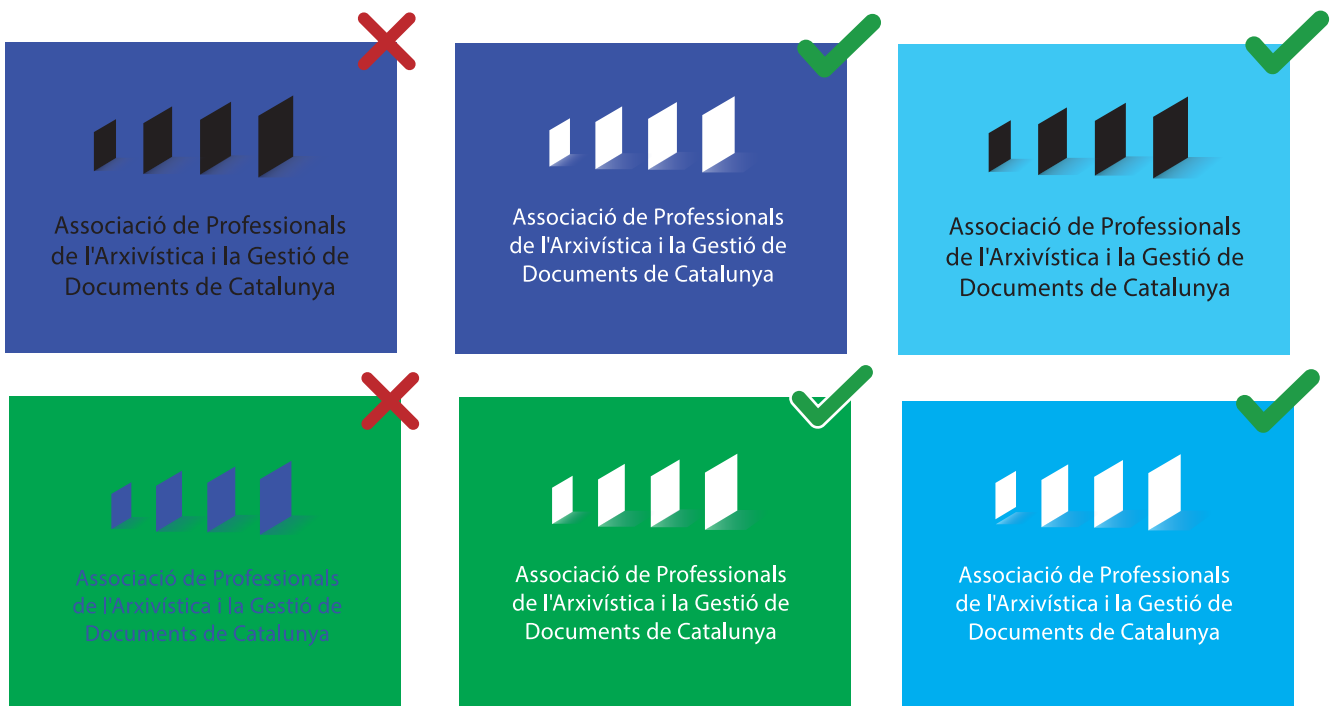 Associació de Professionals
de l'Arxivística i la Gestió de
Documents de Catalunya
Associació de Professionals
de l'Arxivística i la Gestió de
Documents de Catalunya
Associació de Professionals
de l'Arxivística i la Gestió de
Documents de Catalunya
Associació de Professionals
de l'Arxivística i la Gestió de
Documents de Catalunya
Associació de Professionals
de l'Arxivística i la Gestió de
Documents de Catalunya
Associació de Professionals
de l'Arxivística i la Gestió de
Documents de Catalunya